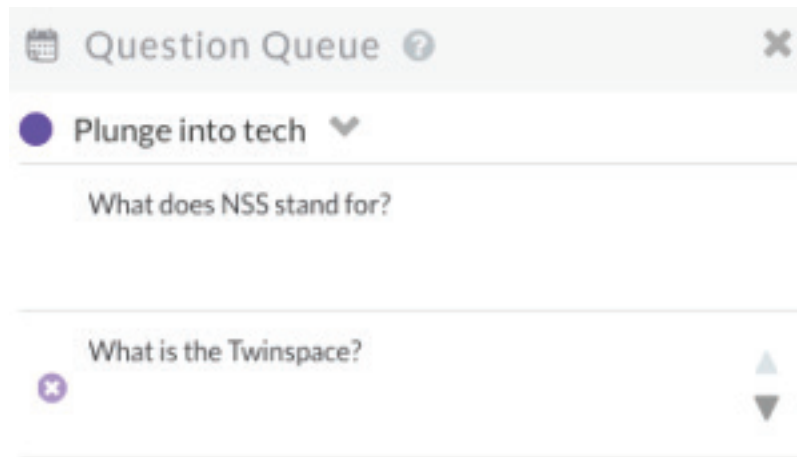 Question Queue ?
Plunge into tech
What does NSS stand for?
What is the Twinspace?